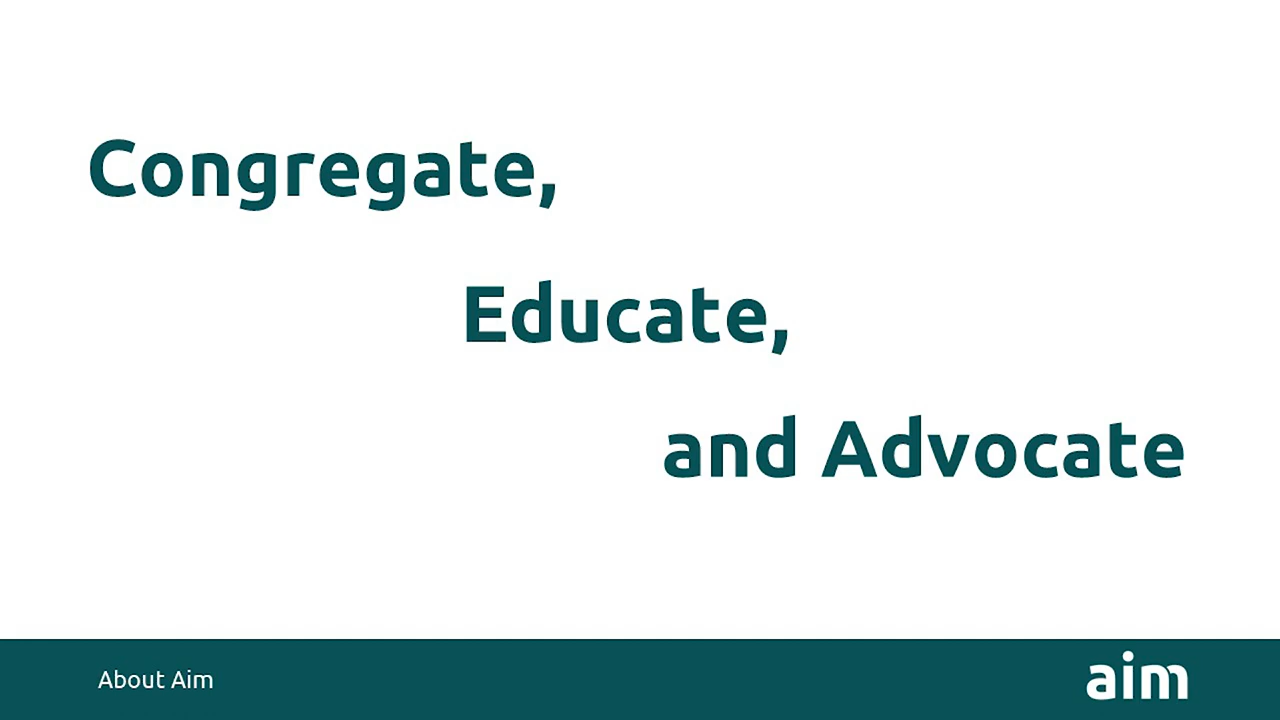 Congregate,
Educate,
and Advocate
About Aim
aim